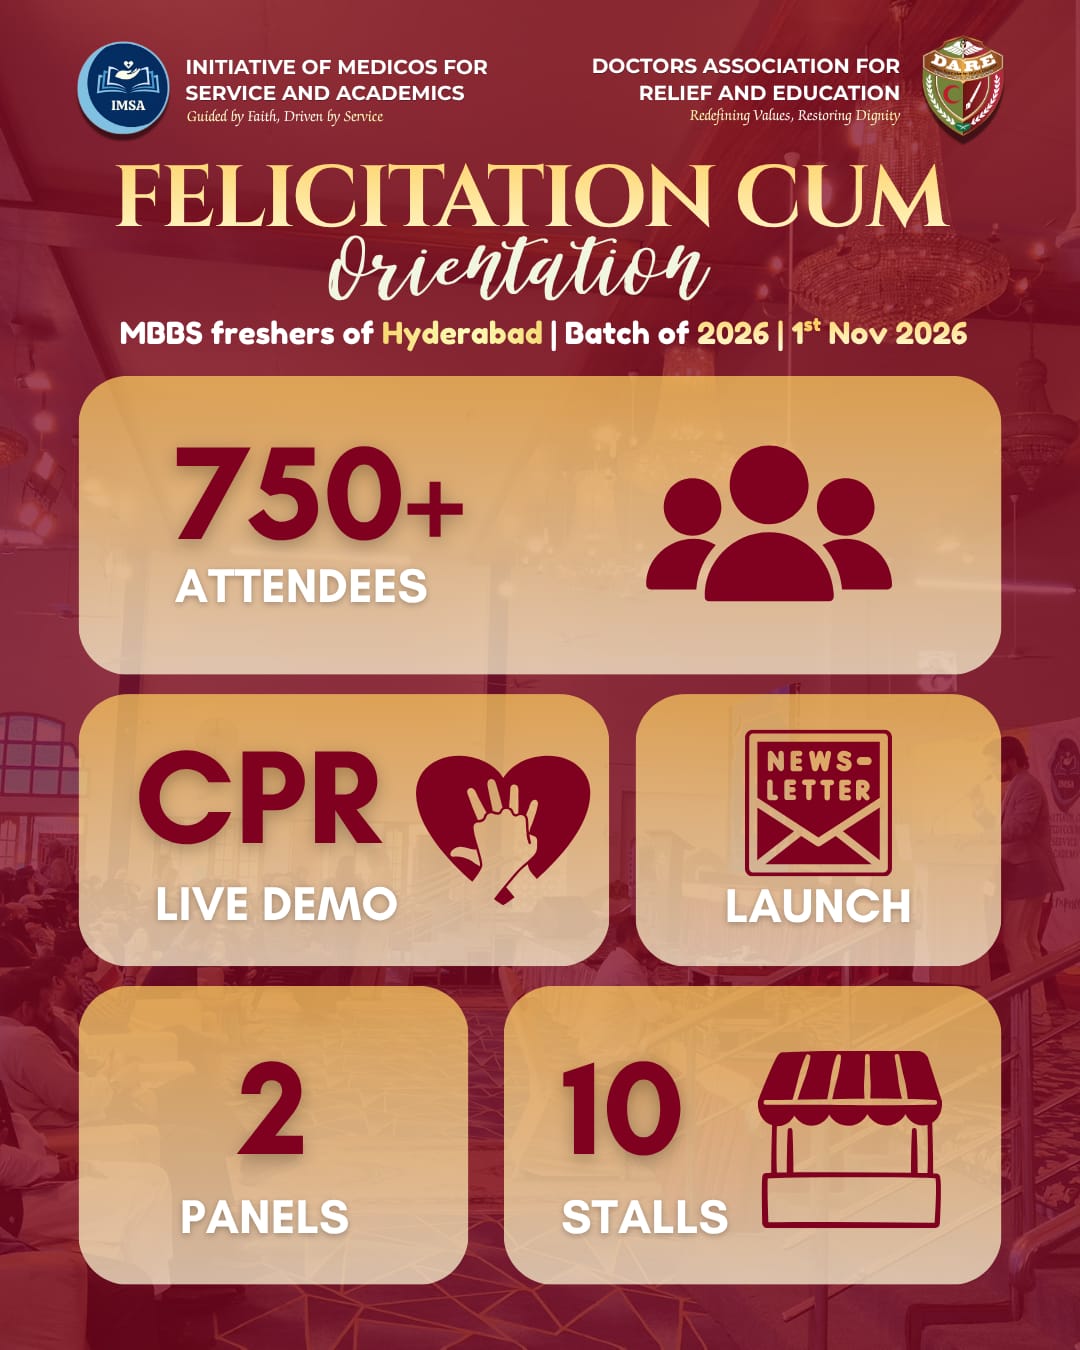 IMSA
INITIATIVE OF MEDICOS FOR
SERVICE AND ACADEMICS
Guided by Faith, Driven by Service
DOCTORS ASSOCIATION FOR
RELIEF AND EDUCATION
Redefining Values, Restoring Dignity
DARE
FELICITATION CUM
Orientation
MBBS freshers of Hyderabad | Batch of 2026 | 1st Nov 2026
750+
ATTENDEES
CPR
LIVE DEMO
NEWS-
LETTER
LAUNCH
2
PANELS
10
STALLS